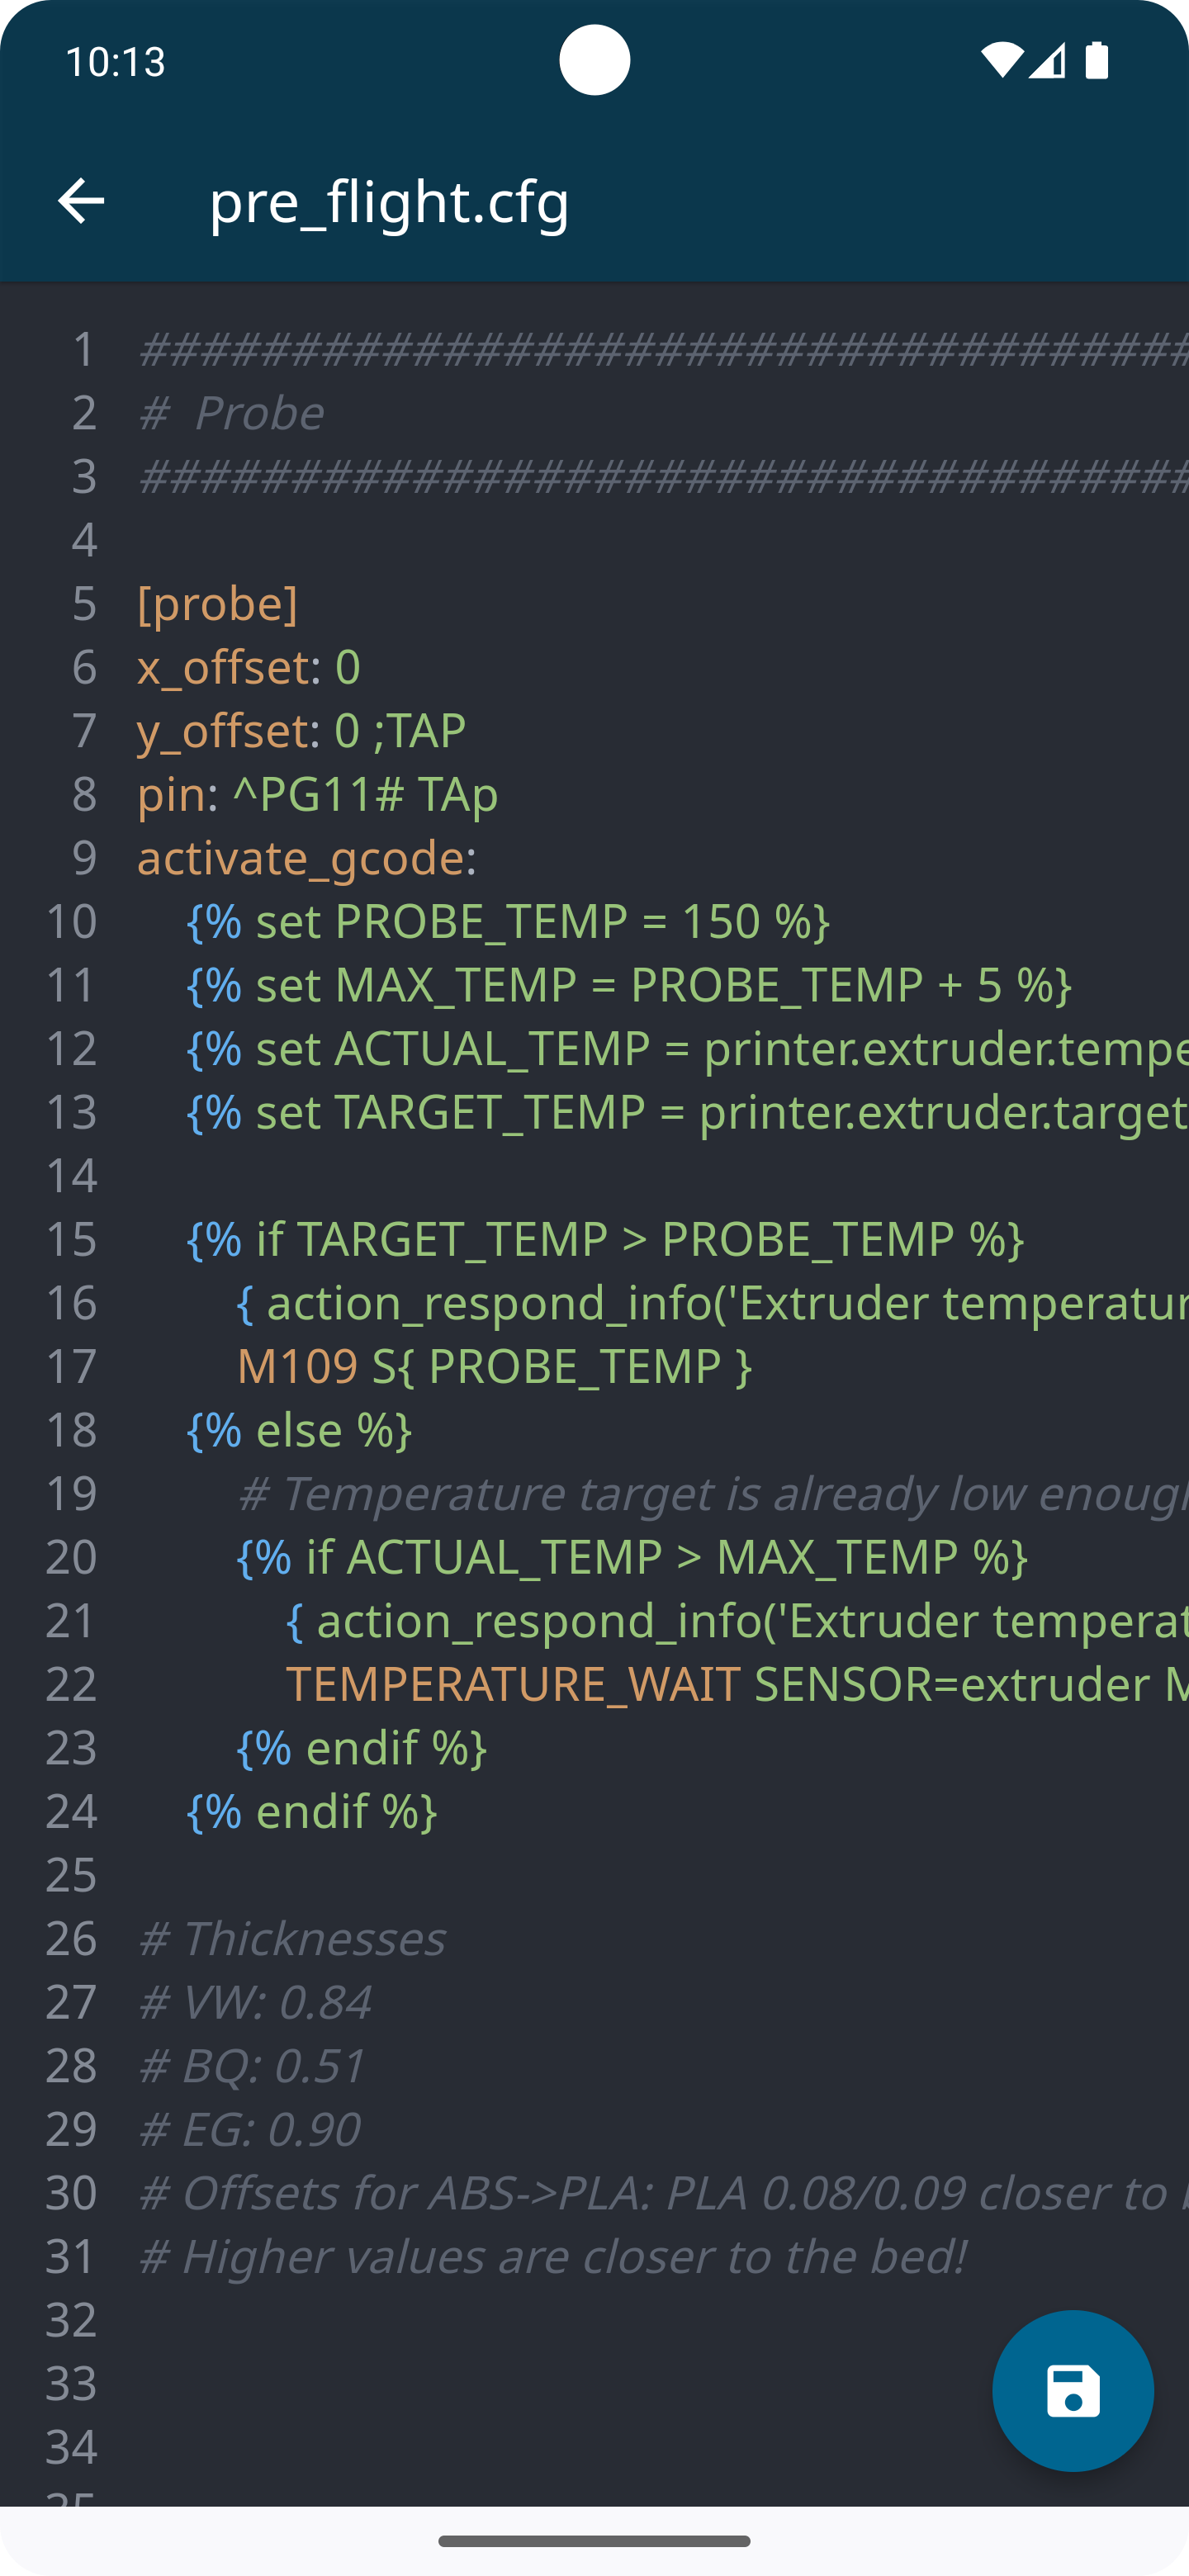 10:13
pre_flight.cfg
1 ###################################
2 #  Probe
3 ###################################
4
5 [probe]
6 x_offset: 0
7 y_offset: 0 ;TAP
8 pin: ^PG11# TAp
9 activate_gcode:
10 {% set PROBE_TEMP = 150 %}
11 {% set MAX_TEMP = PROBE_TEMP + 5 %}
12 {% set ACTUAL_TEMP = printer.extruder.tempe
13 {% set TARGET_TEMP = printer.extruder.target
14
15 {% if TARGET_TEMP > PROBE_TEMP %}
16 { action_respond_info('Extruder temperatur
17 M109 S{ PROBE_TEMP }
18 {% else %}
19 # Temperature target is already low enough
20 {% if ACTUAL_TEMP > MAX_TEMP %}
21 { action_respond_info('Extruder temperat
22 TEMPERATURE_WAIT SENSOR=extruder M
23 {% endif %}
24 {% endif %}
25
26 # Thicknesses
27 # VW: 0.84
28 # BQ: 0.51
29 # EG: 0.90
30 # Offsets for ABS->PLA: PLA 0.08/0.09 closer to
31 # Higher values are closer to the bed!
32
33
34
35